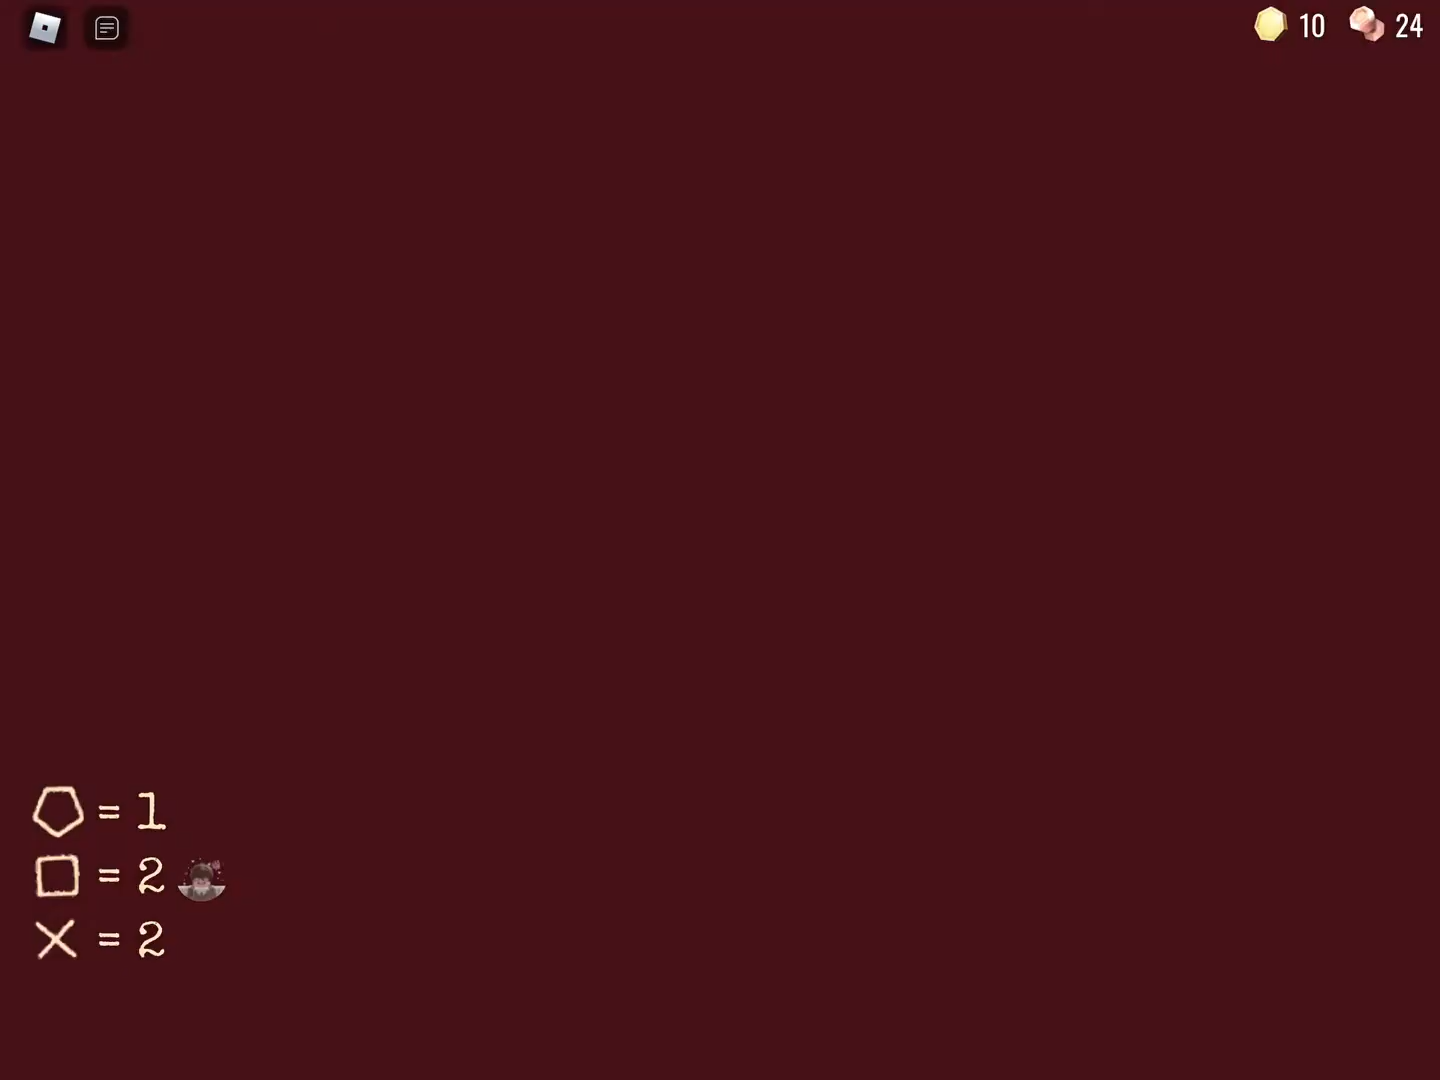 10 24
= 1
= 2
= 2